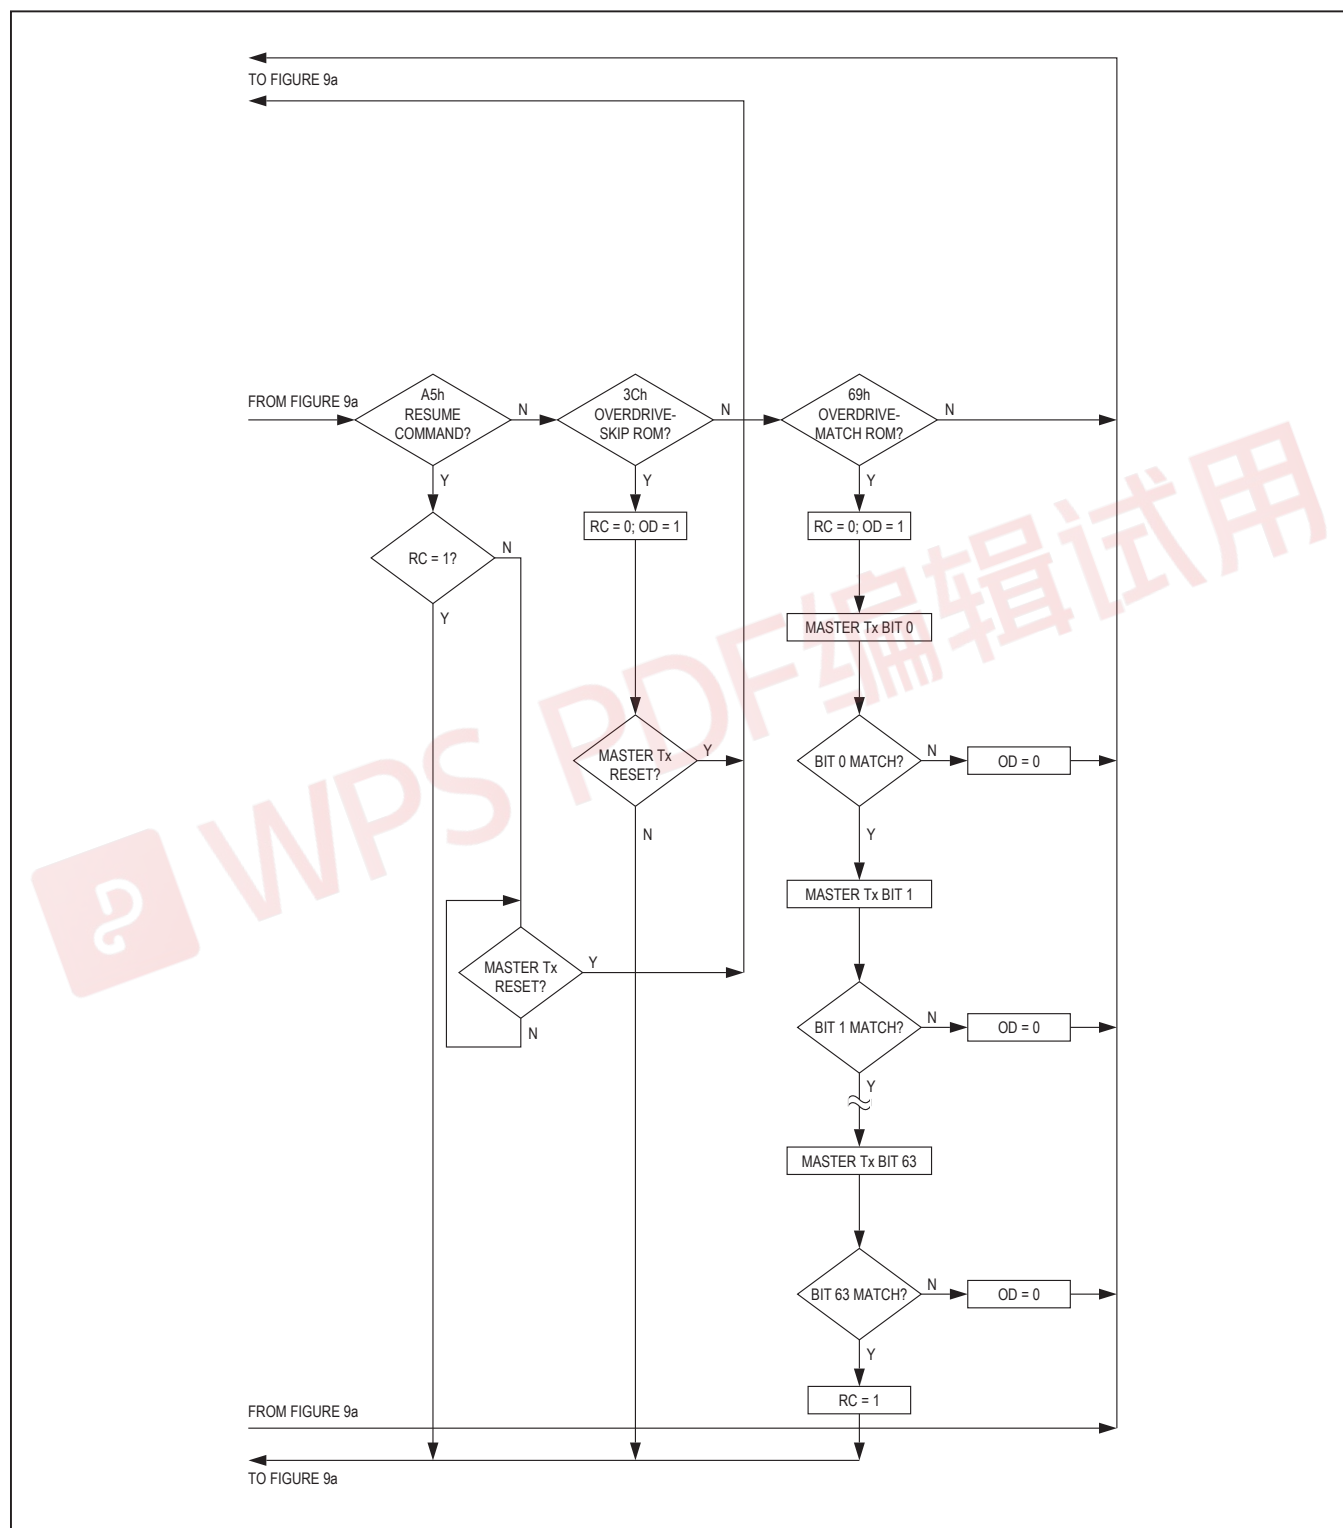 TO FIGURE 9a
FROM FIGURE 9a
A5h
RESUME
COMMAND?
N
3Ch
OVERDRIVE-
SKIP ROM?
N
69h
OVERDRIVE-
MATCH ROM?
N
Y
Y
Y
RC = 1?
N
RC = 0; OD = 1
RC = 0; OD = 1
Y
MASTER Tx BIT 0
MASTER Tx
RESET?
Y
BIT 0 MATCH?
N
OD = 0
N
Y
MASTER Tx BIT 1
MASTER Tx
RESET?
Y
N
BIT 1 MATCH?
N
OD = 0
Y
MASTER Tx BIT 63
BIT 63 MATCH?
N
OD = 0
Y
RC = 1
FROM FIGURE 9a
TO FIGURE 9a
WPS PDF编辑试用